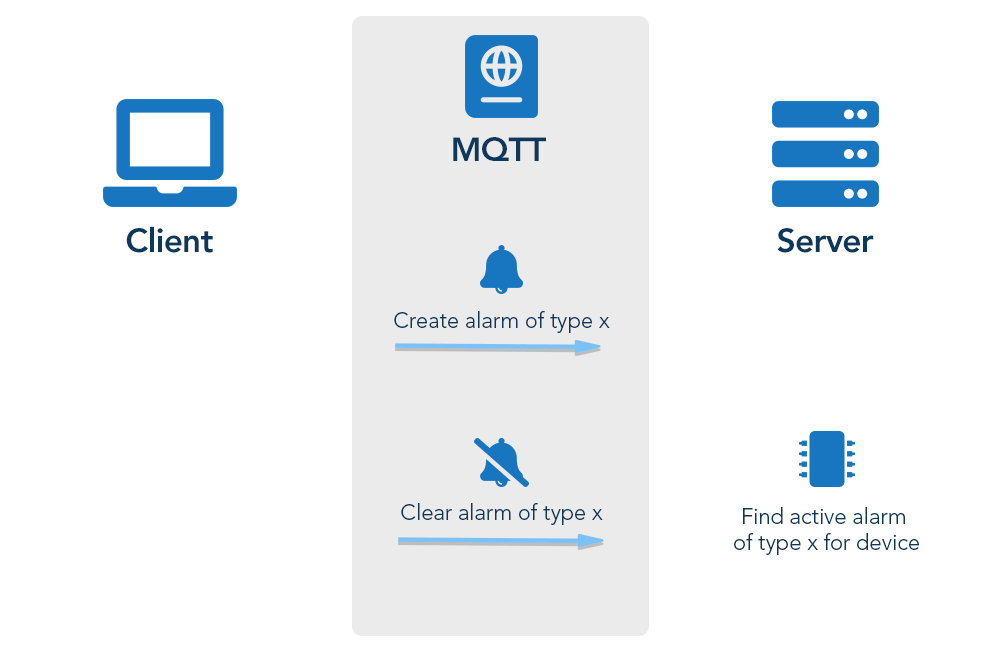 MQTT
Client
Server
Create alarm of type x
Clear alarm of type x
Find active alarm
of type x for device